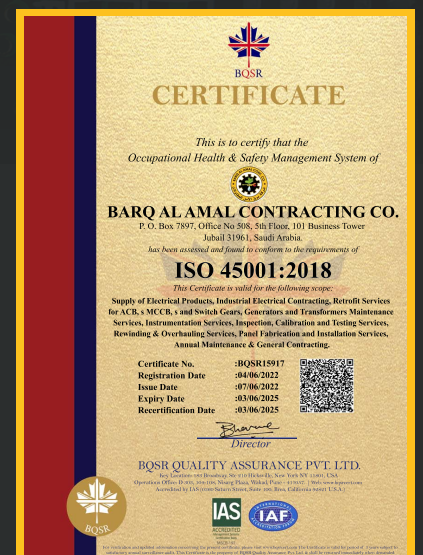 BQSR
CERTIFICATE
This is to certify that the
Occupational Health & Safety Management System of
BARQ AL AMAL CONTRACTING CO.
P. O. Box 7897, Office No 508, 5th Floor, 101 Business Tower
Jubail 31961, Saudi Arabia.
has been assessed and found to conform to the requirements of
ISO 45001:2018
This Certificate is valid for the following scope:
Supply of Electrical Products, Industrial Electrical Contracting, Retrofit Services
for ACB, s MCCB, s and Switch Gears, Generators and Transformers Maintenance
Services, Instrumentation Services, Inspection, Calibration and Testing Services,
Rewinding & Overhauling Services, Panel Fabrication and Installation Services,
Annual Maintenance & General Contracting.
Certificate No. :BQSR15917
Registration Date :04/06/2022
Issue Date :07/06/2022
Expiry Date :03/06/2025
Recertification Date :03/06/2025
Director
BQSR QUALITY ASSURANCE PVT. LTD.
BQSR
IAS
ACCREDITED
IAF